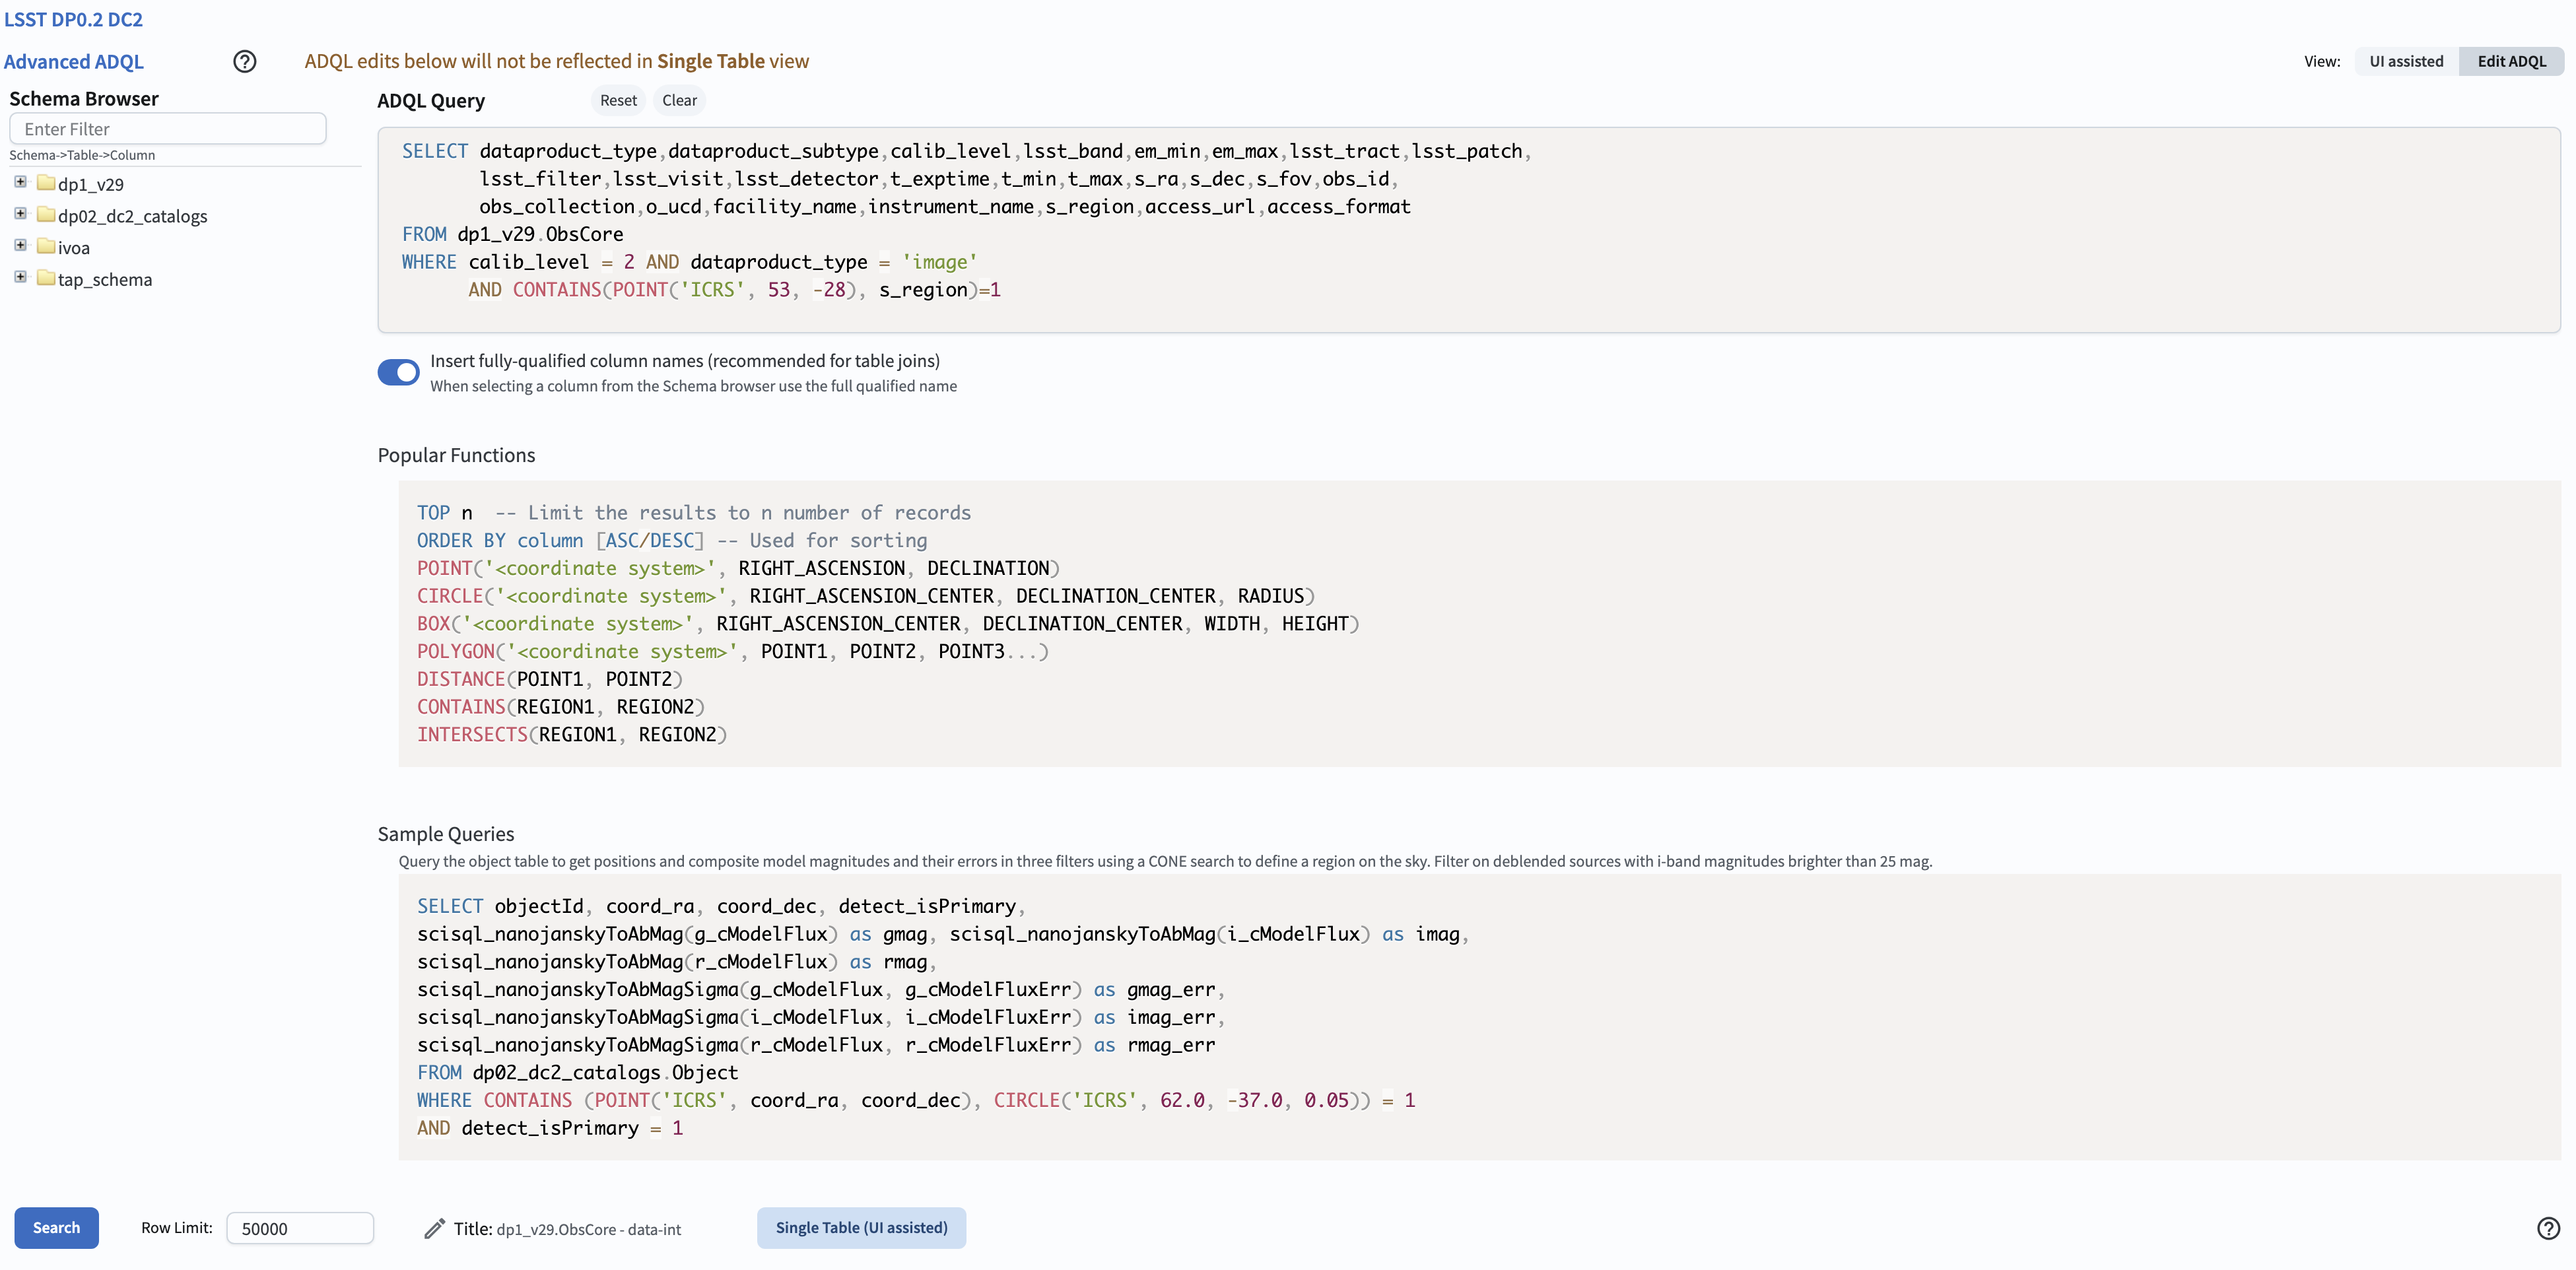 LSST DP0.2 DC2
Advanced ADQL
ADQL edits below will not be reflected in Single Table view
View: UI assisted Edit ADQL
Schema Browser
Enter Filter
Schema->Table->Column
dp1_v29
dp02_dc2_catalogs
ivoa
tap_schema
ADQL Query Reset Clear
SELECT dataproduct_type,dataproduct_subtype,calib_level,lsst_band,em_min,em_max,lsst_tract,lsst_patch,
lsst_filter,lsst_visit,lsst_detector,t_exptime,t_min,t_max,s_ra,s_dec,s_fov,obs_id,
obs_collection,o_ucd,facility_name,instrument_name,s_region,access_url,access_format
FROM dp1_v29.ObsCore
WHERE calib_level = 2 AND dataproduct_type = 'image'
AND CONTAINS(POINT('ICRS', 53, -28), s_region)=1
Insert fully-qualified column names (recommended for table joins)
When selecting a column from the Schema browser use the full qualified name
Popular Functions
TOP n -- Limit the results to n number of records
ORDER BY column [ASC/DESC] -- Used for sorting
POINT('<coordinate system>', RIGHT_ASCENSION, DECLINATION)
CIRCLE('<coordinate system>', RIGHT_ASCENSION_CENTER, DECLINATION_CENTER, RADIUS)
BOX('<coordinate system>', RIGHT_ASCENSION_CENTER, DECLINATION_CENTER, WIDTH, HEIGHT)
POLYGON('<coordinate system>', POINT1, POINT2, POINT3...)
DISTANCE(POINT1, POINT2)
CONTAINS(REGION1, REGION2)
INTERSECTS(REGION1, REGION2)
Sample Queries
Query the object table to get positions and composite model magnitudes and their errors in three filters using a CONE search to define a region on the sky. Filter on deblended sources with i-band magnitudes brighter than 25 mag.
SELECT objectId, coord_ra, coord_dec, detect_isPrimary,
scisql_nanojanskyToAbMag(g_cModelFlux) as gmag, scisql_nanojanskyToAbMag(i_cModelFlux) as imag,
scisql_nanojanskyToAbMag(r_cModelFlux) as rmag,
scisql_nanojanskyToAbMagSigma(g_cModelFlux, g_cModelFluxErr) as gmag_err,
scisql_nanojanskyToAbMagSigma(i_cModelFlux, i_cModelFluxErr) as imag_err,
scisql_nanojanskyToAbMagSigma(r_cModelFlux, r_cModelFluxErr) as rmag_err
FROM dp02_dc2_catalogs.Object
WHERE CONTAINS (POINT('ICRS', coord_ra, coord_dec), CIRCLE('ICRS', 62.0, -37.0, 0.05)) = 1
AND detect_isPrimary = 1
Search Row Limit: 50000 Title: dp1_v29.ObsCore - data-int Single Table (UI assisted)